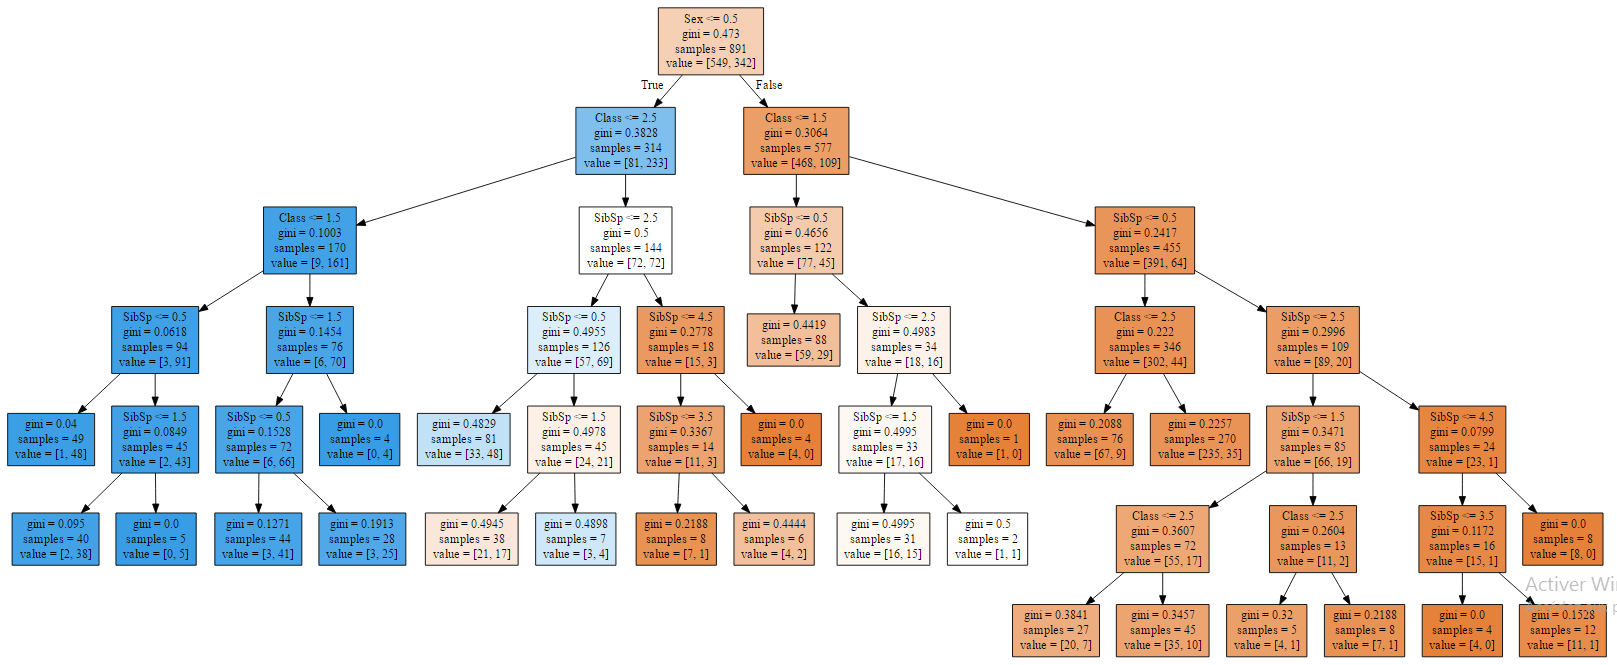 Sex <= 0.5
gini = 0.473
samples = 891
value = [549, 342]
True
False
Class <= 2.5
gini = 0.3828
samples = 314
value = [81, 233]
Class <= 1.5
gini = 0.3064
samples = 577
value = [468, 109]
Class <= 1.5
gini = 0.1003
samples = 170
value = [9, 161]
SibSp <= 2.5
gini = 0.5
samples = 144
value = [72, 72]
SibSp <= 0.5
gini = 0.4656
samples = 122
value = [77, 45]
SibSp <= 0.5
gini = 0.2417
samples = 455
value = [391, 64]
SibSp <= 0.5
gini = 0.0618
samples = 94
value = [3, 91]
SibSp <= 1.5
gini = 0.1454
samples = 76
value = [6, 70]
SibSp <= 0.5
gini = 0.4955
samples = 126
value = [57, 69]
SibSp <= 4.5
gini = 0.2778
samples = 18
value = [15, 3]
gini = 0.4419
samples = 88
value = [59, 29]
SibSp <= 2.5
gini = 0.4983
samples = 34
value = [18, 16]
Class <= 2.5
gini = 0.222
samples = 346
value = [302, 44]
SibSp <= 2.5
gini = 0.2996
samples = 109
value = [89, 20]
gini = 0.04
samples = 49
value = [1, 48]
SibSp <= 1.5
gini = 0.0849
samples = 45
value = [2, 43]
SibSp <= 0.5
gini = 0.1528
samples = 72
value = [6, 66]
gini = 0.0
samples = 4
value = [0, 4]
gini = 0.4829
samples = 81
value = [33, 48]
SibSp <= 1.5
gini = 0.4978
samples = 45
value = [24, 21]
SibSp <= 3.5
gini = 0.3367
samples = 14
value = [11, 3]
gini = 0.0
samples = 4
value = [4, 0]
SibSp <= 1.5
gini = 0.4995
samples = 33
value = [17, 16]
gini = 0.0
samples = 1
value = [1, 0]
gini = 0.2088
samples = 76
value = [67, 9]
gini = 0.2257
samples = 270
value = [235, 35]
SibSp <= 1.5
gini = 0.3471
samples = 85
value = [66, 19]
SibSp <= 4.5
gini = 0.0799
samples = 24
value = [23, 1]
gini = 0.095
samples = 40
value = [2, 38]
gini = 0.0
samples = 5
value = [0, 5]
gini = 0.1271
samples = 44
value = [3, 41]
gini = 0.1913
samples = 28
value = [3, 25]
gini = 0.4945
samples = 38
value = [21, 17]
gini = 0.4898
samples = 7
value = [3, 4]
gini = 0.2188
samples = 8
value = [7, 1]
gini = 0.4444
samples = 6
value = [4, 2]
gini = 0.4995
samples = 31
value = [16, 15]
gini = 0.5
samples = 2
value = [1, 1]
Class <= 2.5
gini = 0.3607
samples = 72
value = [55, 17]
Class <= 2.5
gini = 0.2604
samples = 13
value = [11, 2]
SibSp <= 3.5
gini = 0.1172
samples = 16
value = [15, 1]
gini = 0.0
samples = 8
value = [8, 0]
Activer Wi
gini = 0.3841
samples = 27
value = [20, 7]
gini = 0.3457
samples = 45
value = [35, 10]
gini = 0.32
samples = 5
value = [4, 1]
gini = 0.2188
samples = 8
value = [7, 1]
gini = 0.0
samples = 4
value = [4, 0]
gini = 0.1528
samples = 12
value = [11, 1]